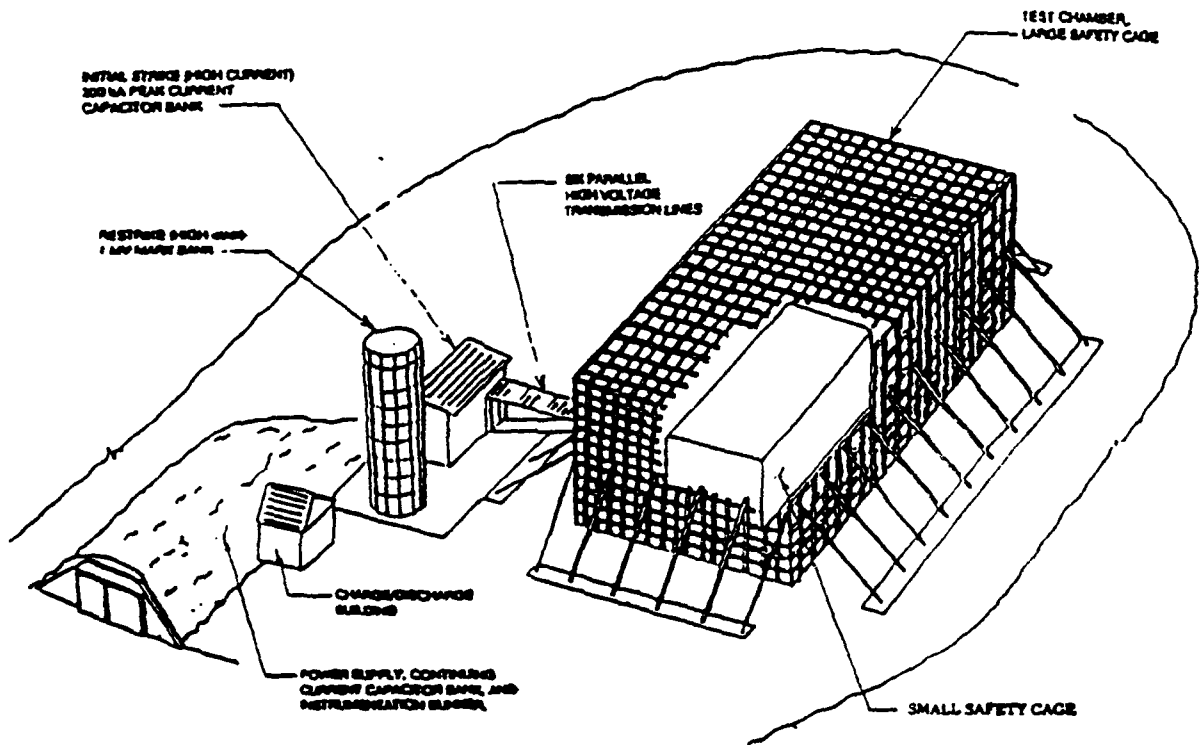 TEST CHAMBER,
LARGE SAFETY CAGE
INITIAL STRIKE (HIGH CURRENT)
200 kA PEAK CURRENT
CAPACITOR BANK
SIX PARALLEL
HIGH VOLTAGE
TRANSMISSION LINES
RESTRIKE (HIGH
1 MV MARX BANK
CHARGE/DISCHARGE
BUILDING
POWER SUPPLY, CONTINUING
CURRENT CAPACITOR BANK, AND
INSTRUMENTATION BUNKER,
SMALL SAFETY CAGE